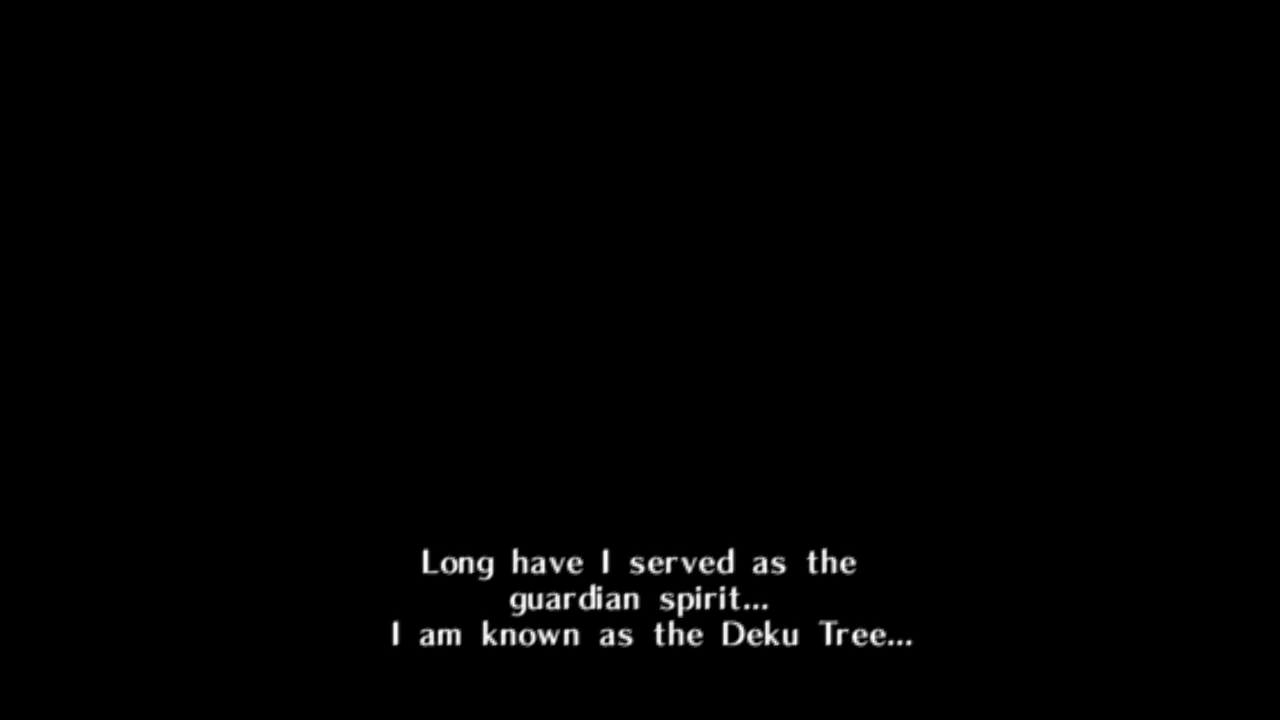 Long have I served as the
guardian spirit...
I am known as the Deku Tree...